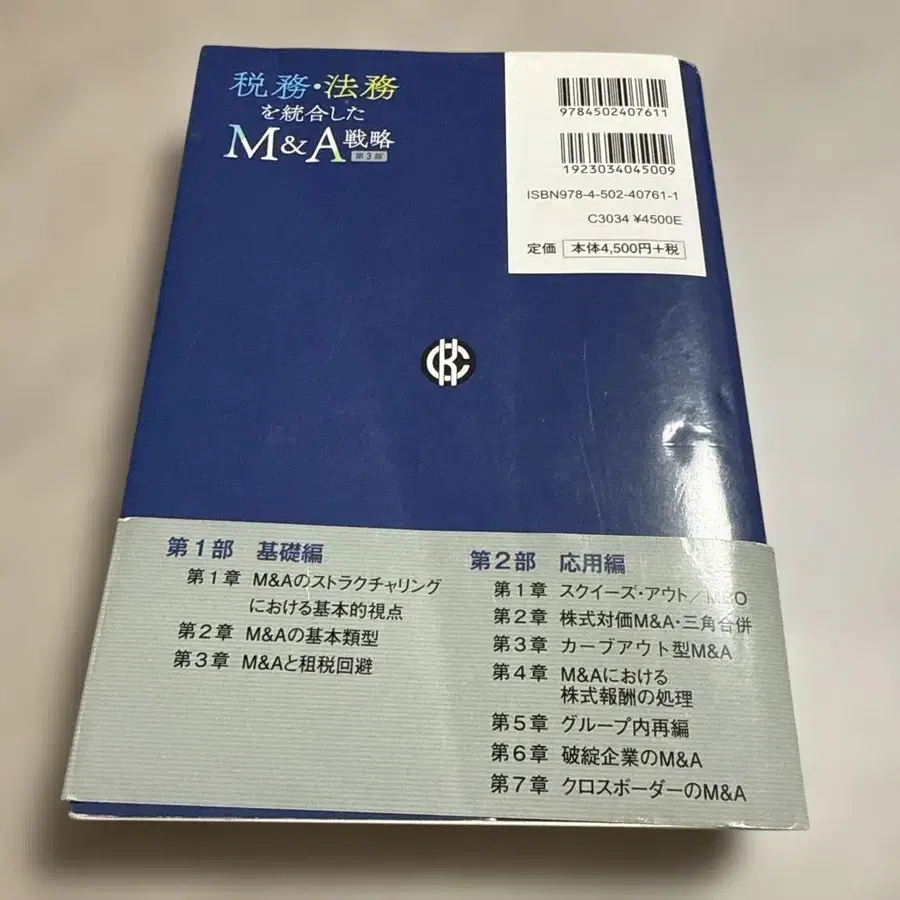 税務・法務
を統合した
M&A戦略
第3版
9784502407611
1923034045009
ISBN978-4-502-40761-1
C3034 ¥4500E
定価 本体4,500円+税
第1部 基礎編
第1章 M&Aのストラクチャリング
における基本的視点
第2章 M&Aの基本類型
第3章 M&Aと租税回避
第2部 応用編
第1章 スクイーズ・アウト/MBO
第2章 株式対価M&A・三角合併
第3章 カーブアウト型M&A
第4章 M&Aにおける
株式報酬の処理
第5章 グループ内再編
第6章 破綻企業のM&A
第7章 クロスボーダーのM&A